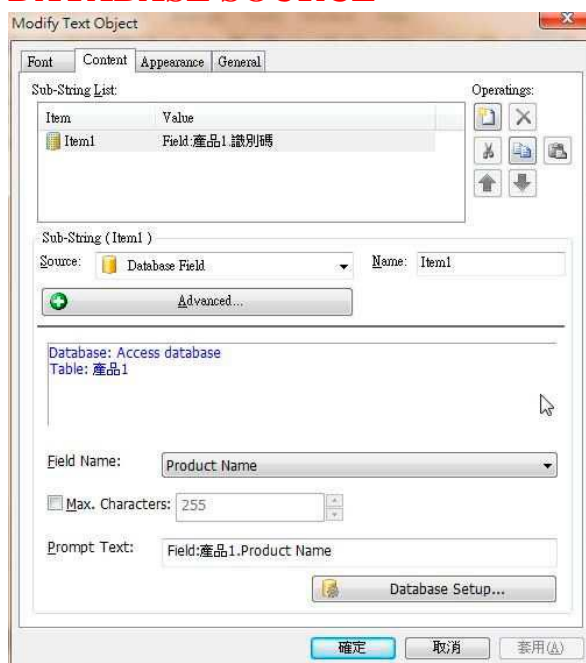 DATABASE SOURCE
Modify Text Object
Font Content Appearance General
Sub-String List: Operatings:
Item Value
Item1 Field:產品1.識別碼
Sub-String ( Item1 )
Source: Database Field Name: Item1
Advanced...
Database: Access database
Table: 產品1
Field Name: Product Name
Max. Characters: 255
Prompt Text: Field:產品1.Product Name
Database Setup...
確定 取消 套用(A)